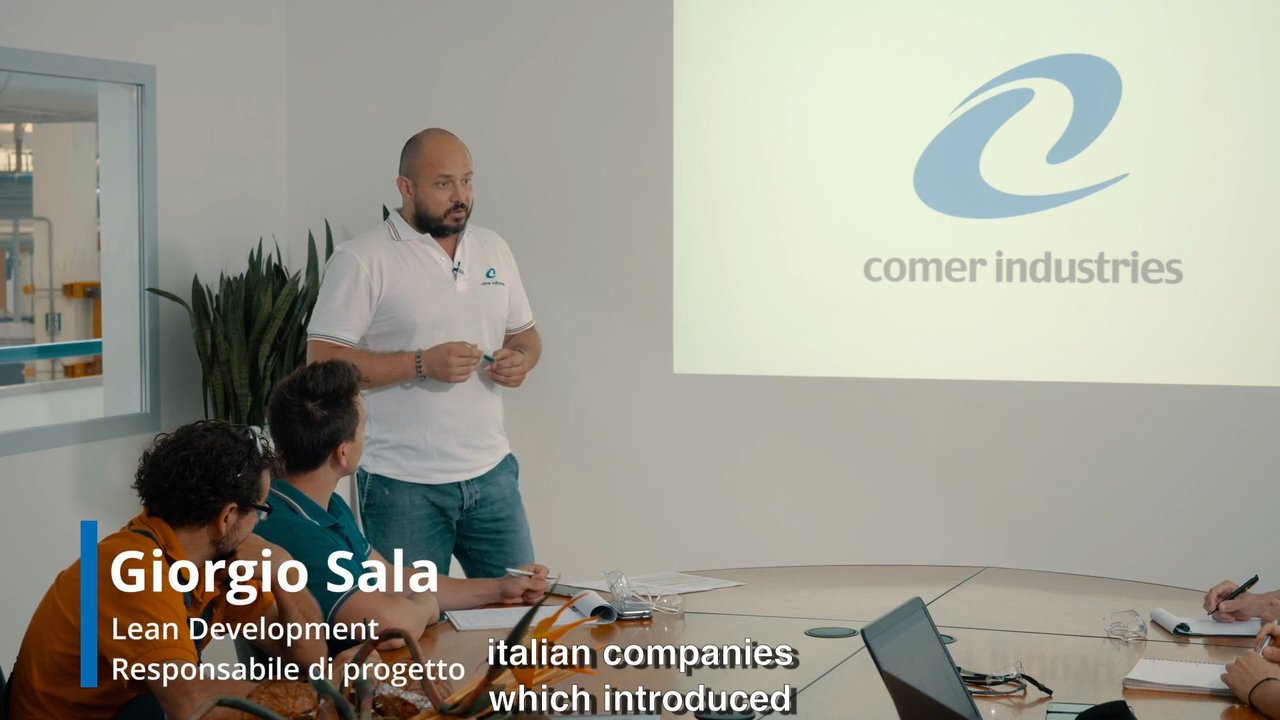 comer industries
Giorgio Sala
Lean Development
Responsabile di progetto
italian companies
which introduced